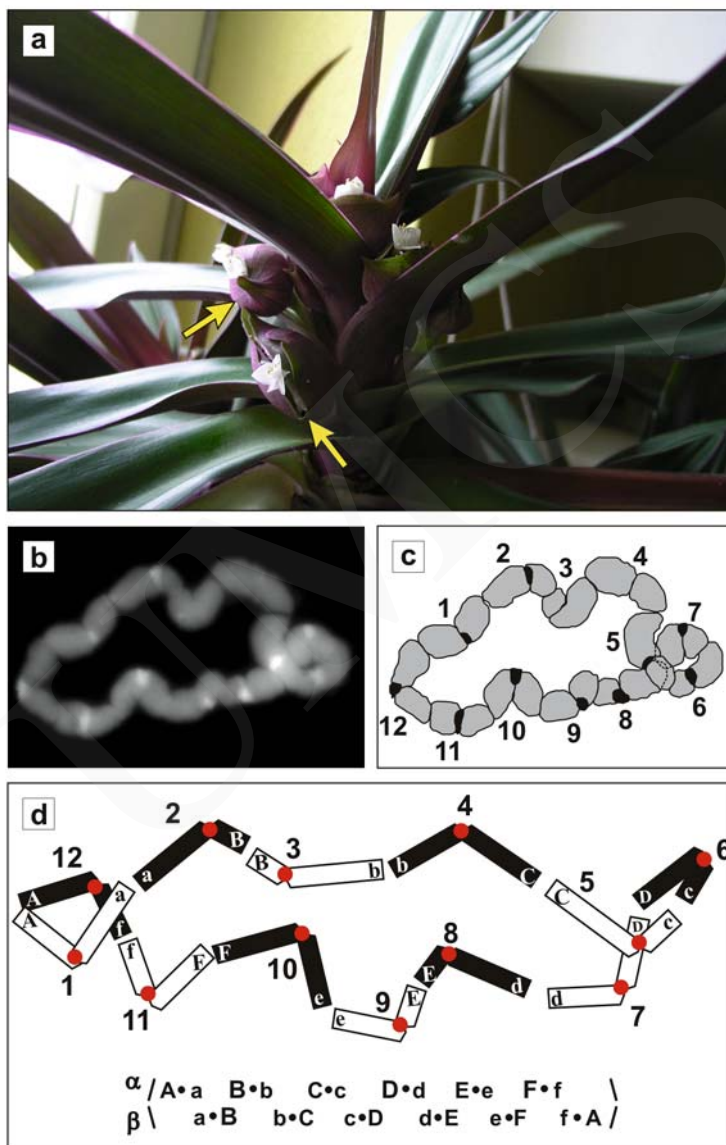 a
b
c
2 3 4
1 7
5
6
12 11 10 9 8
d
2 4
12 B 3 6
a B b b C 5 D c
A A a C D c
f f F F 8
1 10 E E d d
11 e e 9 7
α / A•a B•b C•c D•d E•e F•f \
β \ a•B b•C c•D d•E e•F f•A /
UMCS